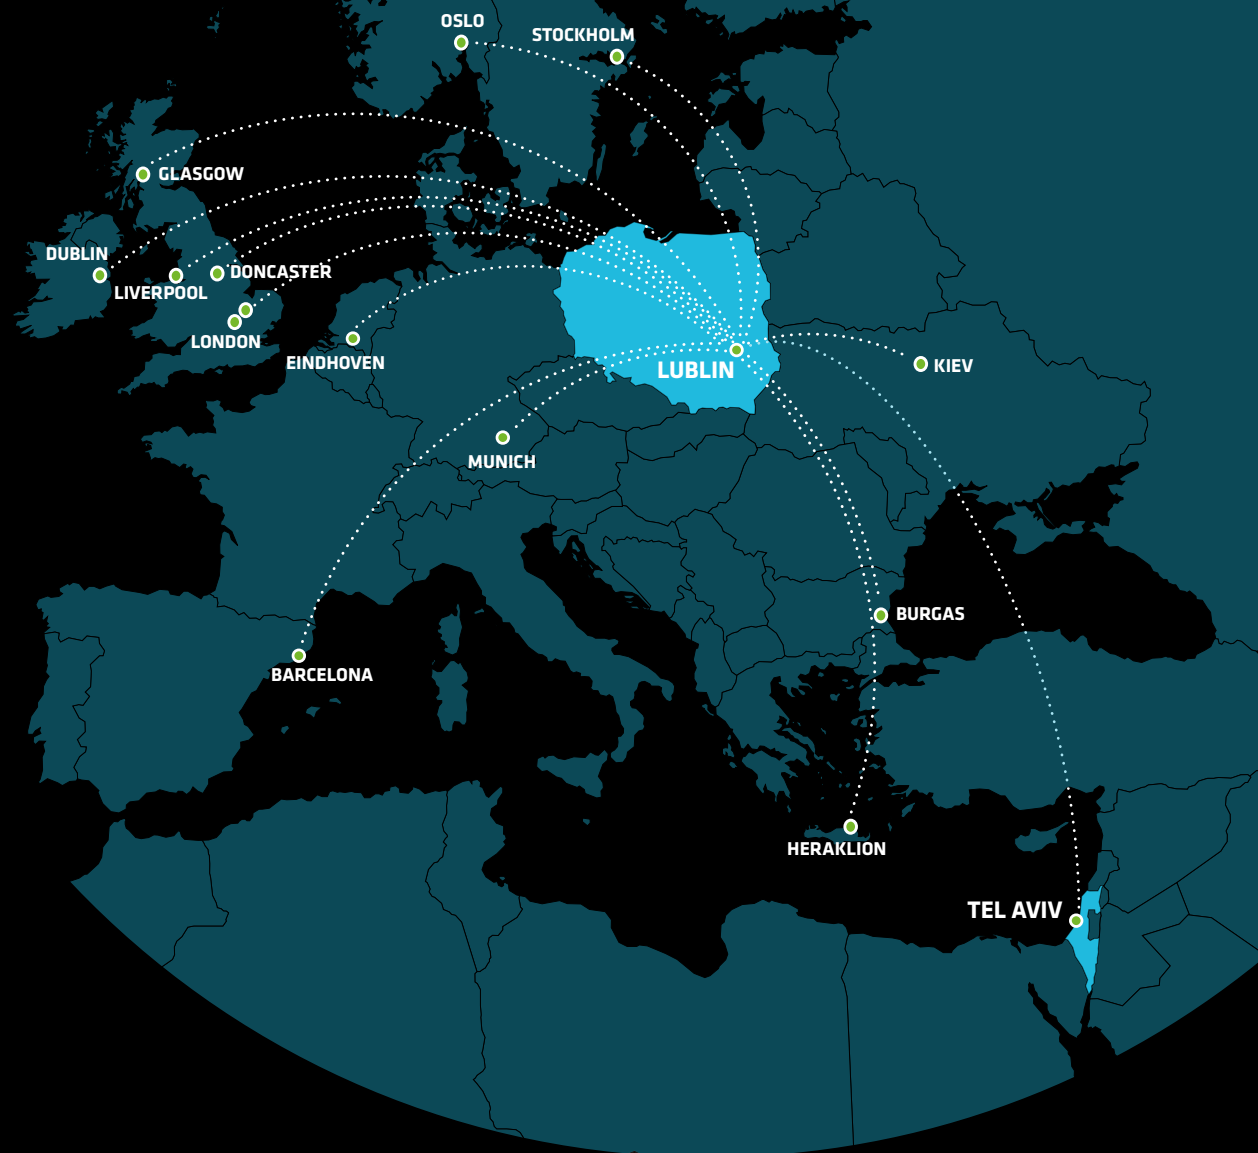 OSLO
STOCKHOLM
GLASGOW
DUBLIN
DONCASTER
LIVERPOOL
LONDON
EINDHOVEN
LUBLIN
KIEV
MUNICH
BURGAS
BARCELONA
HERAKLION
TEL AVIV